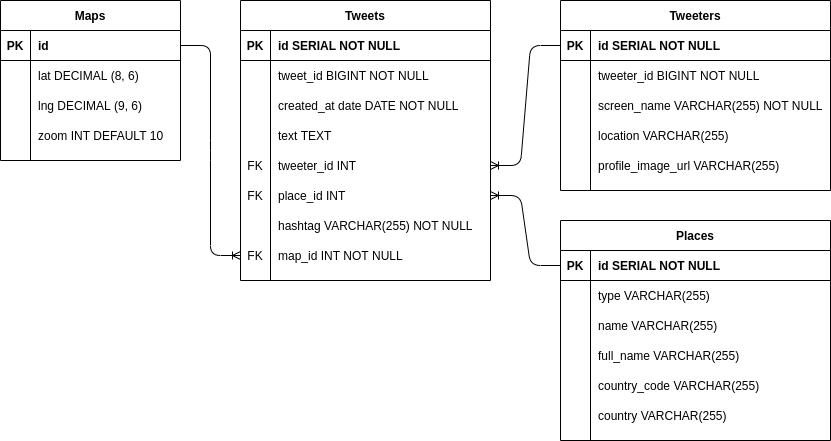 Maps
PK id
lat DECIMAL (8, 6)
lng DECIMAL (9, 6)
zoom INT DEFAULT 10
Tweets
PK id SERIAL NOT NULL
tweet_id BIGINT NOT NULL
created_at date DATE NOT NULL
text TEXT
FK tweeter_id INT
FK place_id INT
hashtag VARCHAR(255) NOT NULL
FK map_id INT NOT NULL
Tweeters
PK id SERIAL NOT NULL
tweeter_id BIGINT NOT NULL
screen_name VARCHAR(255) NOT NULL
location VARCHAR(255)
profile_image_url VARCHAR(255)
Places
PK id SERIAL NOT NULL
type VARCHAR(255)
name VARCHAR(255)
full_name VARCHAR(255)
country_code VARCHAR(255)
country VARCHAR(255)